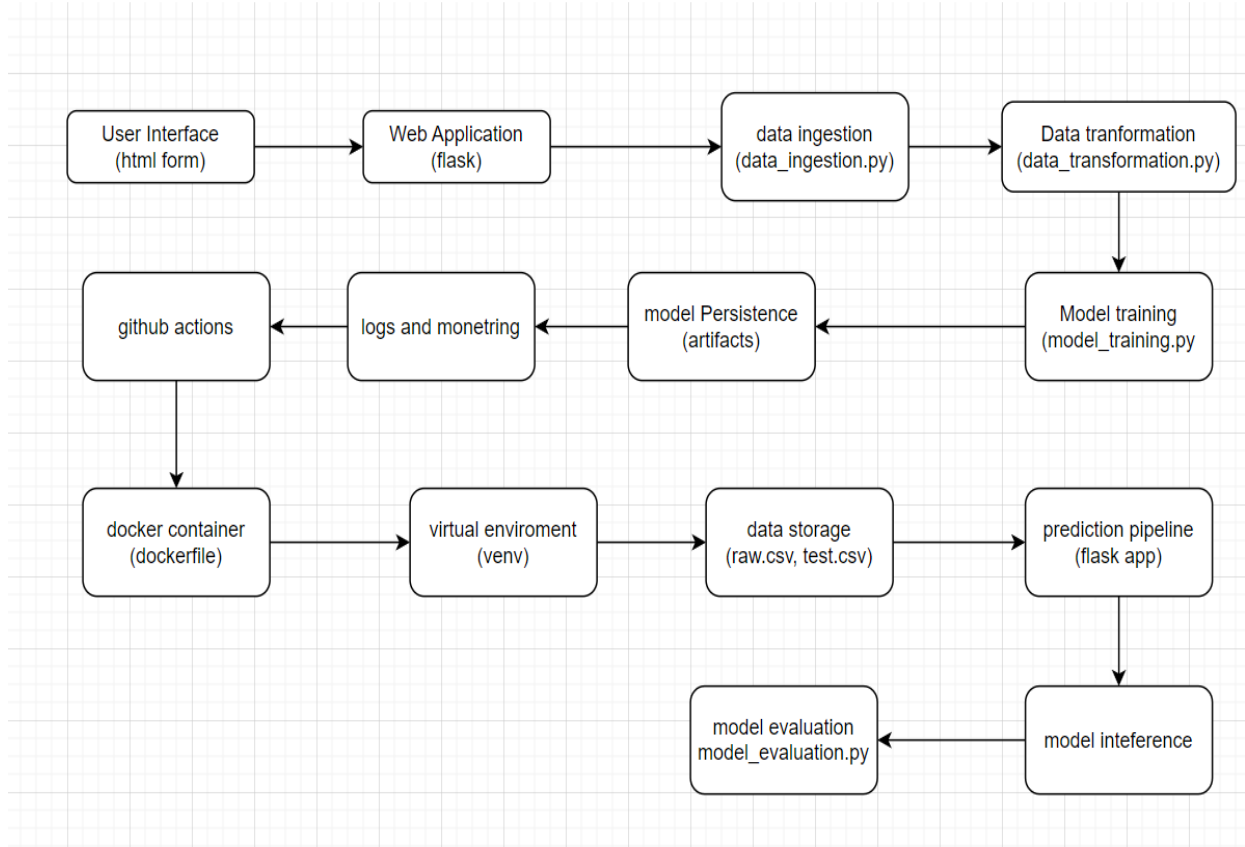 User Interface
(html form)
Web Application
(flask)
data ingestion
(data_ingestion.py)
Data tranformation
(data_transformation.py)
github actions
logs and monetring
model Persistence
(artifacts)
Model training
(model_training.py
docker container
(dockerfile)
virtual enviroment
(venv)
data storage
(raw.csv, test.csv)
prediction pipeline
(flask app)
model evaluation
model_evaluation.py
model inteference